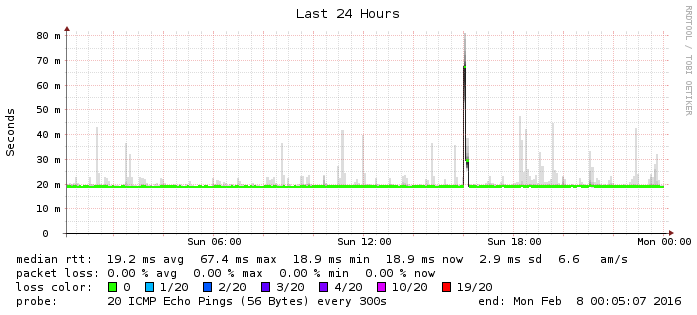 Last 24 Hours
RRDTOOL / TOBI OETIKER
Seconds
80 m
70 m
60 m
50 m
40 m
30 m
20 m
10 m
0
Sun 06:00 Sun 12:00 Sun 18:00 Mon 00:00
median rtt: 19.2 ms avg 67.4 ms max 18.9 ms min 18.9 ms now 2.9 ms sd 6.6 am/s
packet loss: 0.00 % avg 0.00 % max 0.00 % min 0.00 % now
loss color: 0 1/20 2/20 3/20 4/20 10/20 19/20
probe: 20 ICMP Echo Pings (56 Bytes) every 300s end: Mon Feb 8 00:05:07 2016